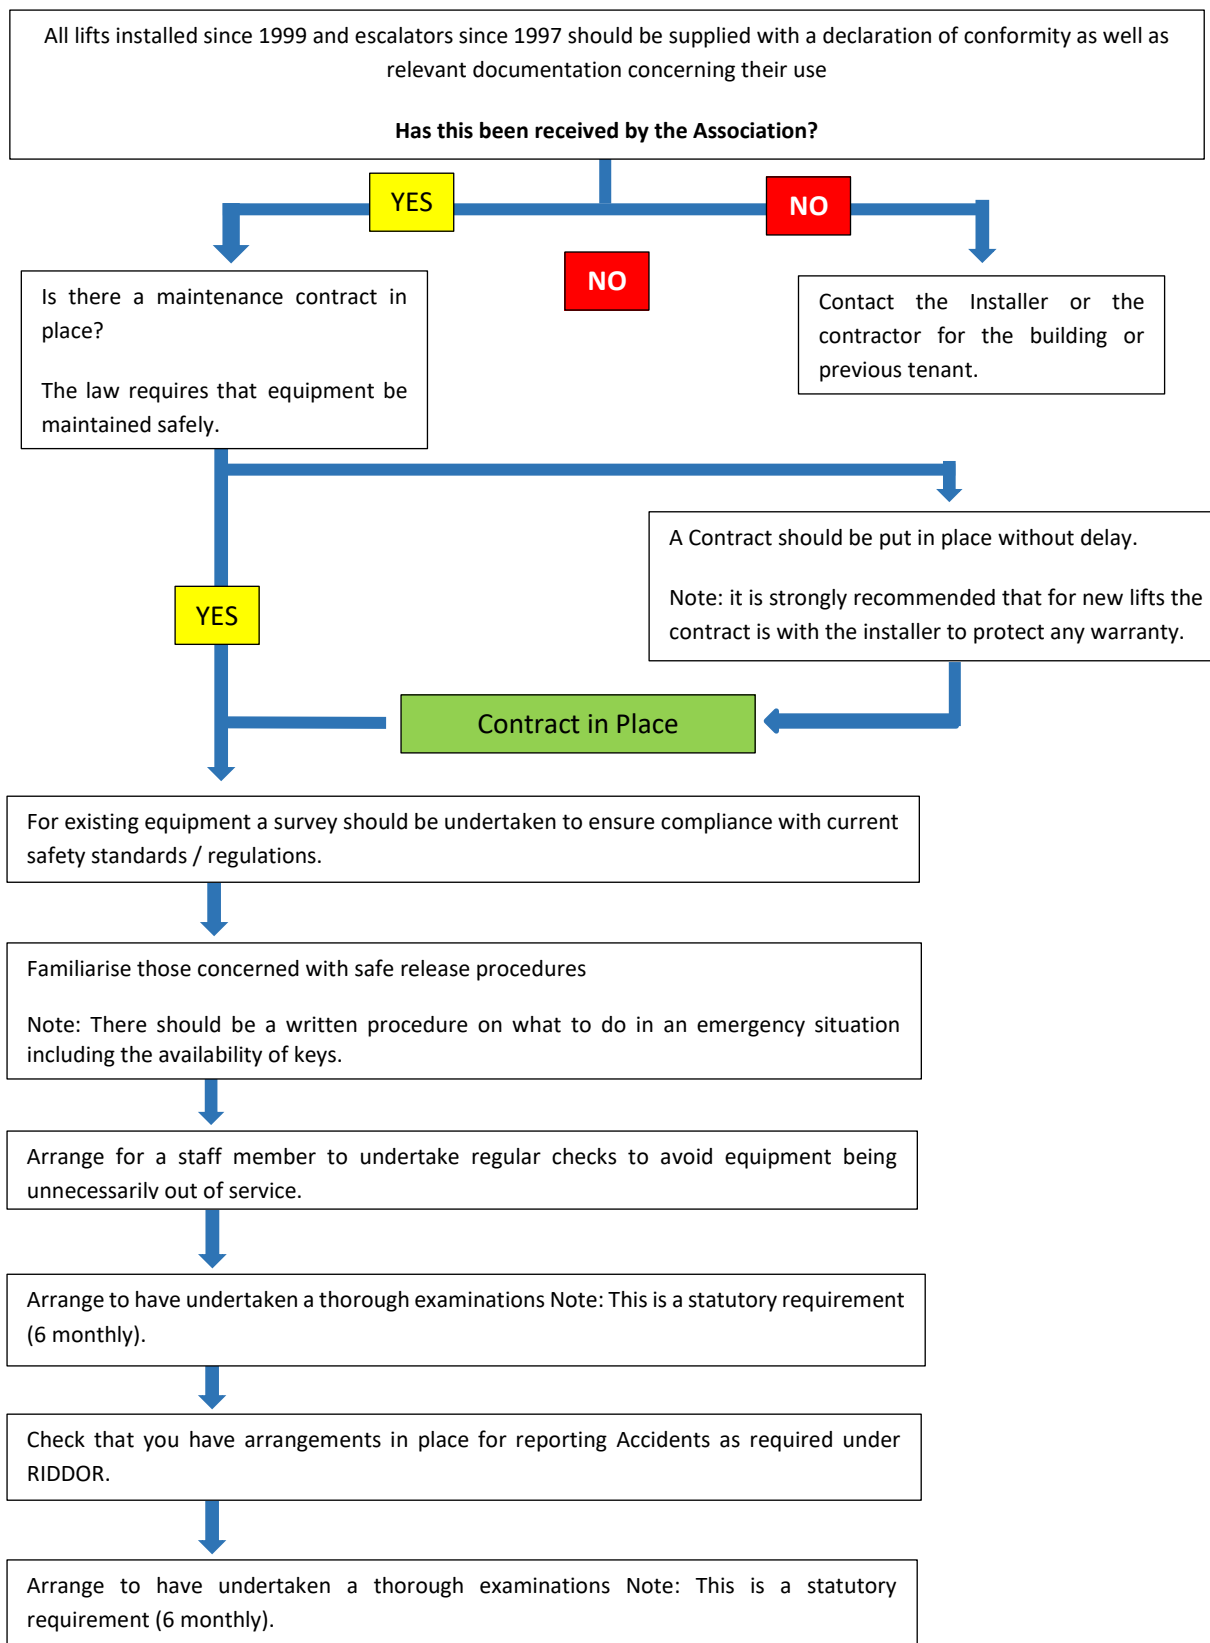 All lifts installed since 1999 and escalators since 1997 should be supplied with a declaration of conformity as well as
relevant documentation concerning their use
Has this been received by the Association?
YES
NO
NO
Is there a maintenance contract in
place?
The law requires that equipment be
maintained safely.
Contact the Installer or the
contractor for the building or
previous tenant.
A Contract should be put in place without delay.
Note: it is strongly recommended that for new lifts the
contract is with the installer to protect any warranty.
YES
Contract in Place
For existing equipment a survey should be undertaken to ensure compliance with current
safety standards / regulations.
Familiarise those concerned with safe release procedures
Note: There should be a written procedure on what to do in an emergency situation
including the availability of keys.
Arrange for a staff member to undertake regular checks to avoid equipment being
unnecessarily out of service.
Arrange to have undertaken a thorough examinations Note: This is a statutory requirement
(6 monthly).
Check that you have arrangements in place for reporting Accidents as required under
RIDDOR.
Arrange to have undertaken a thorough examinations Note: This is a statutory
requirement (6 monthly).